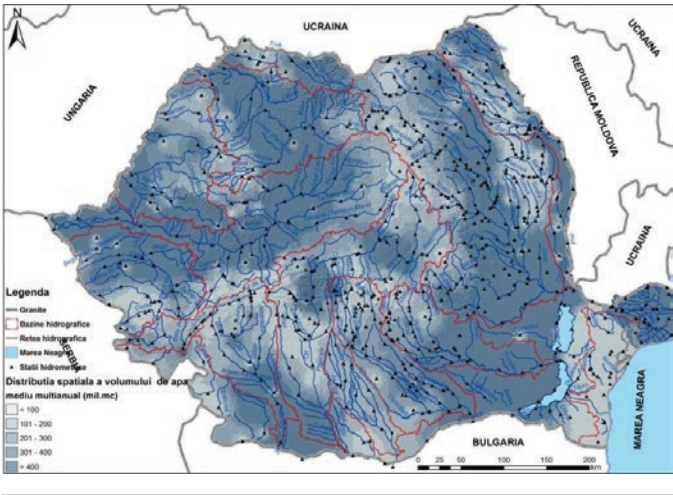 N
UCRAINA
UCRAINA
UNGARIA
REPUBLICA MOLDOVA
UCRAINA
SERBIA
Legenda
Granite
Bazine hidrografice
Retea hidrografica
Marea Neagra
Statii hidrometrice
Distributia spatiala a volumului de apa
mediu multianual (mil.mc)
< 100
101 - 200
201 - 300
301 - 400
> 400
BULGARIA
MAREA NEAGRA
0 25 50 100 150 200
km